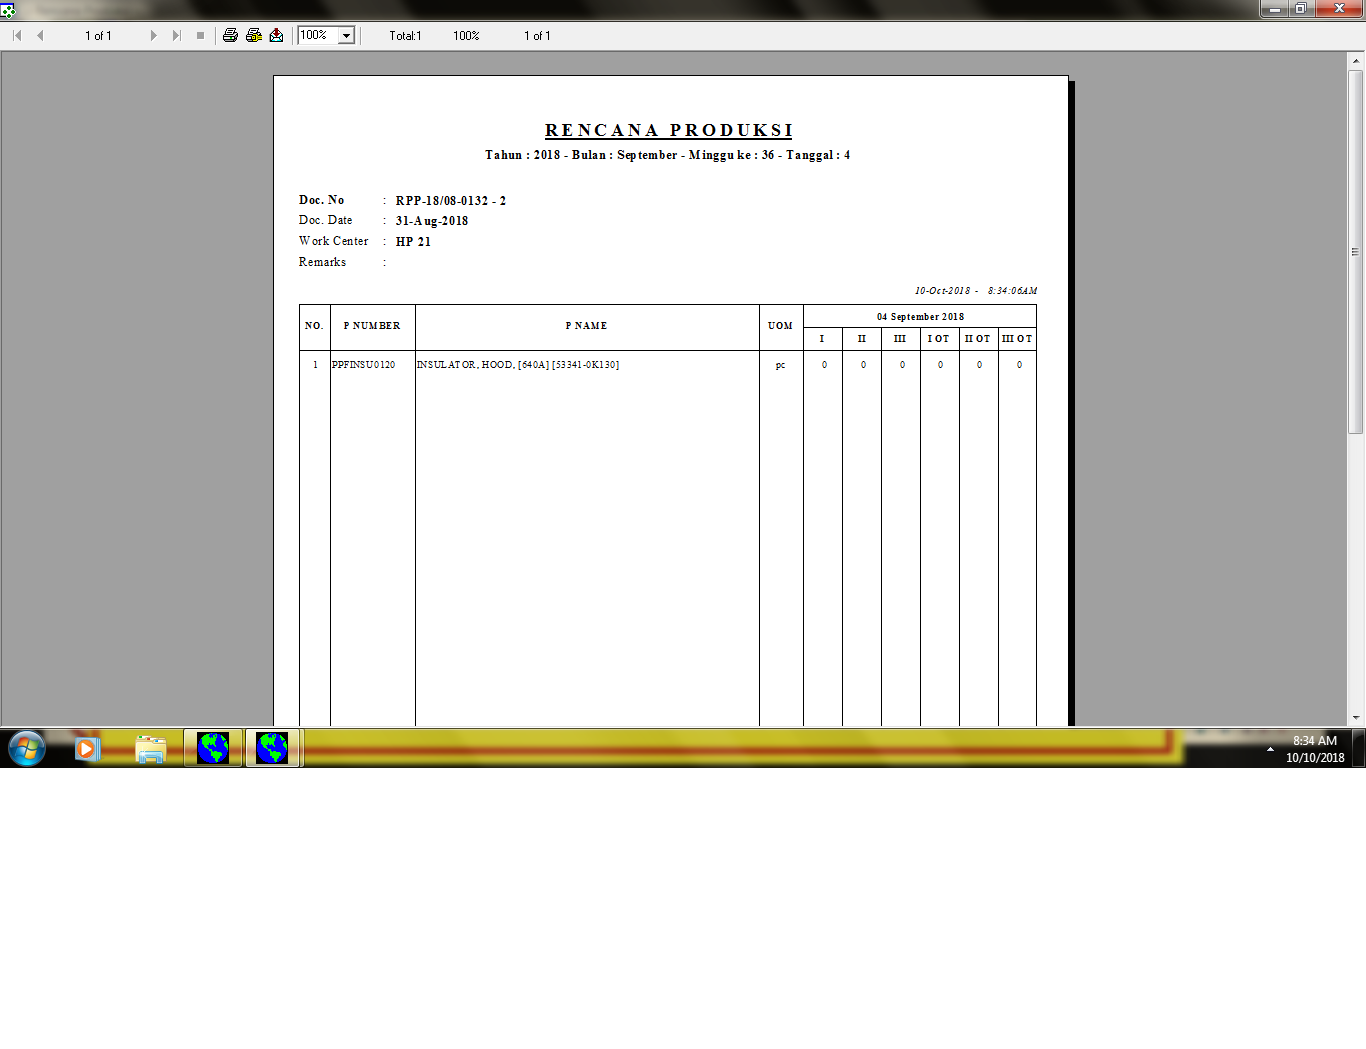 1 of 1
100%
Total:1
100%
1 of 1
RENCANA PRODUKSI
Tahun : 2018 - Bulan : September - Minggu ke : 36 - Tanggal : 4
Doc. No : RPP-18/08-0132 - 2
Doc. Date : 31-Aug-2018
Work Center : HP 21
Remarks :
10-Oct-2018 - 8:34:06AM
NO. P NUMBER P NAME UOM 04 September 2018
I II III I OT II OT III OT
1 PPFINSU0120 INSULATOR, HOOD, [640A] [53341-0K130] pc 0 0 0 0 0 0
8:34 AM
10/10/2018